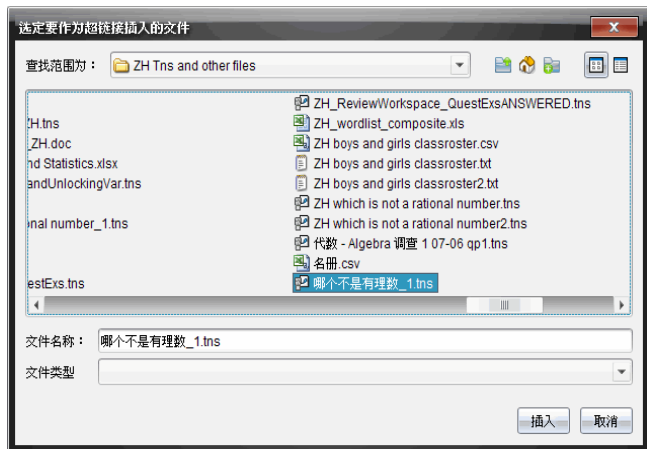 选定要作为超链接插入的文件
查找范围为： ZH Tns and other files
ZH.tns
_ZH.doc
nd Statistics.xlsx
andUnlockingVar.tns
onal number_1.tns
estExs.tns
ZH_ReviewWorkspace_QuestExsANSWERED.tns
ZH_wordlist_composite.xls
ZH boys and girls classroster.csv
ZH boys and girls classroster.txt
ZH boys and girls classroster2.txt
ZH which is not a rational number.tns
ZH which is not a rational number2.tns
代数 - Algebra 调查 1 07-06 qp1.tns
名册.csv
哪个不是有理数_1.tns
文件名称： 哪个不是有理数_1.tns
文件类型
插入 取消